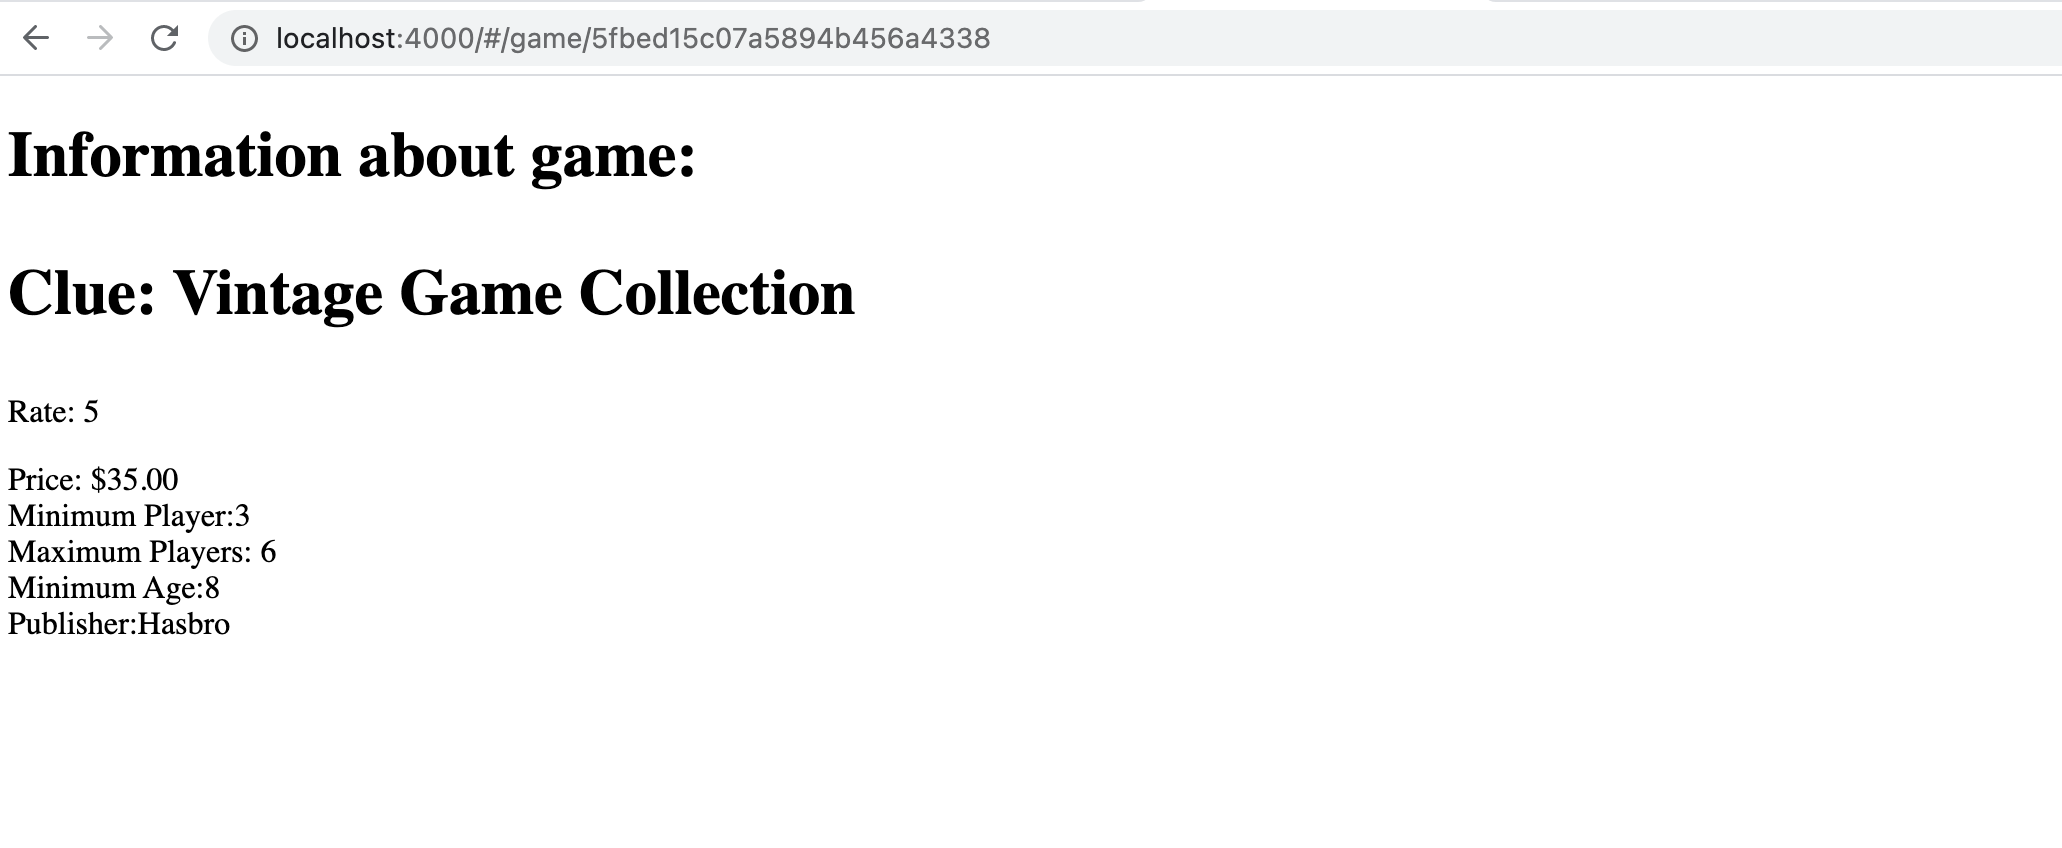 localhost:4000/#/game/5fbed15c07a5894b456a4338
Information about game:
Clue: Vintage Game Collection
Rate: 5
Price: $35.00
Minimum Player:3
Maximum Players: 6
Minimum Age:8
Publisher:Hasbro